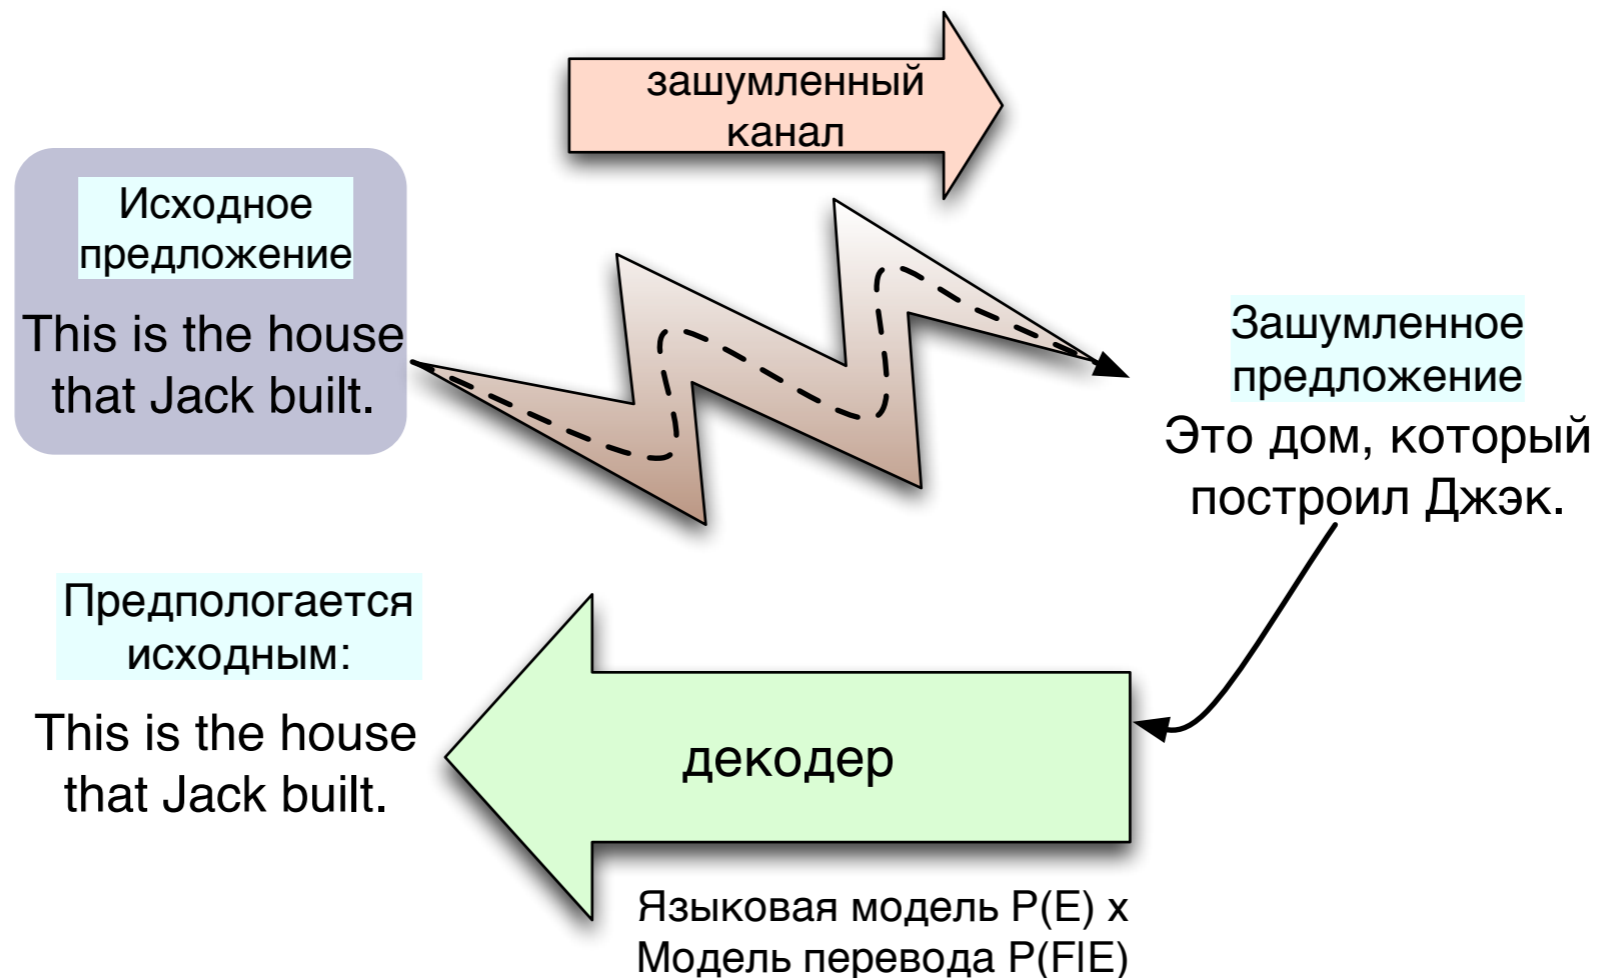 зашумленный
канал
Исходное
предложение
This is the house
that Jack built.
Зашумленное
предложение
Это дом, который
построил Джэк.
Предпологается
исходным:
This is the house
that Jack built.
декодер
Языковая модель P(E) x
Модель перевода P(F|E)